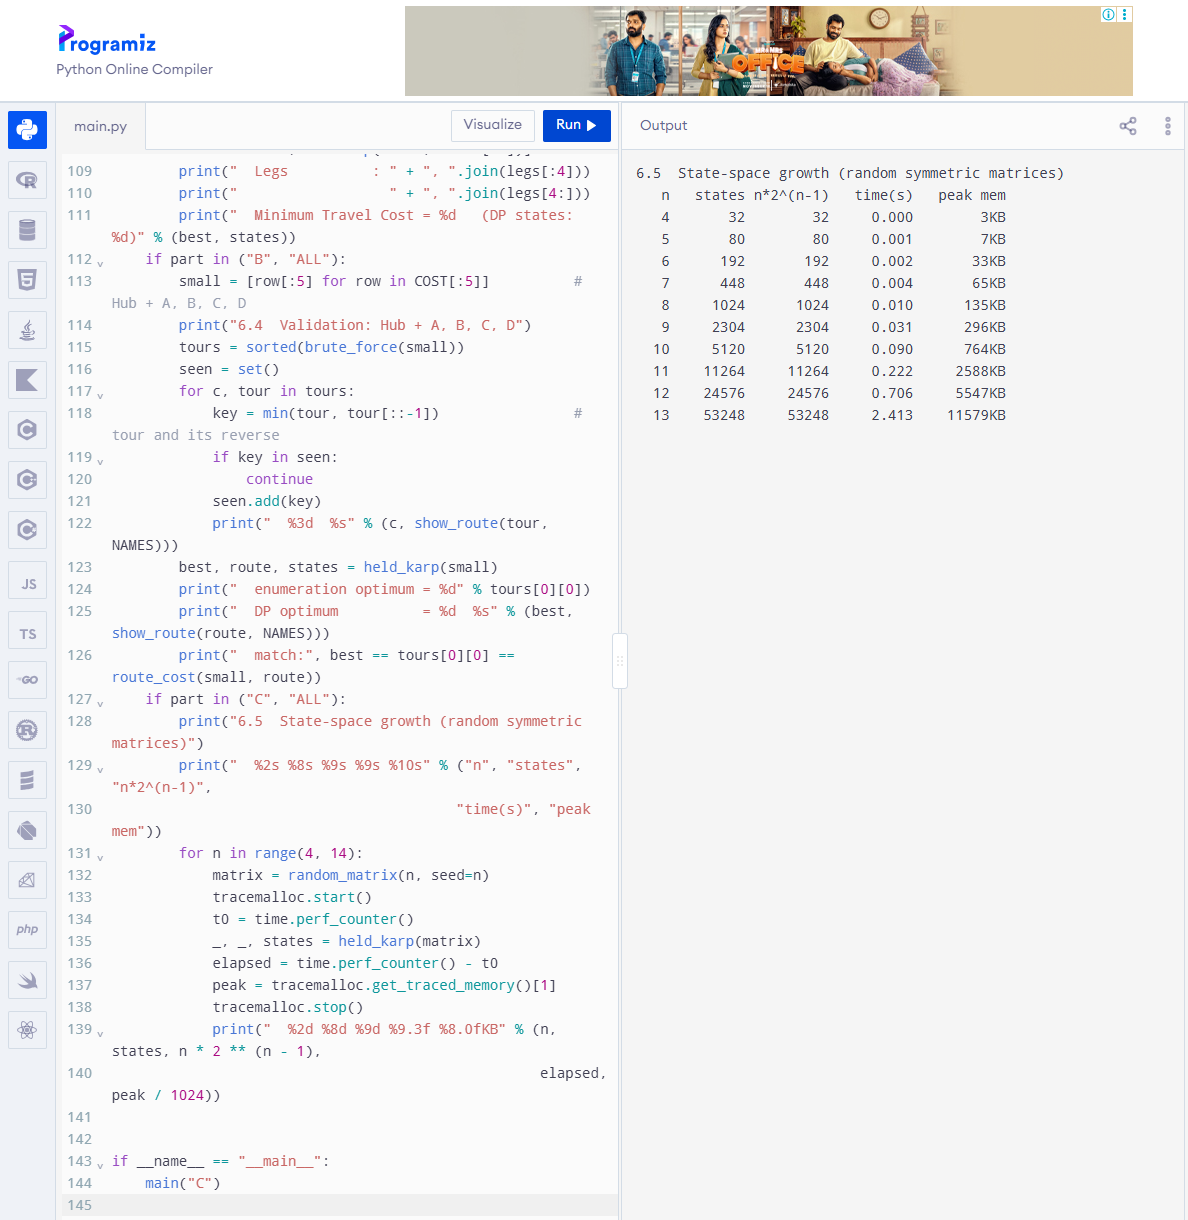 Programiz
Python Online Compiler
OFFICE
main.py
Visualize
Run
Output
109 print("  Legs          : " + ", ".join(legs[:4]))
110 print("                  " + ", ".join(legs[4:]))
111 print("  Minimum Travel Cost = %d   (DP states:
%d)" % (best, states))
112 if part in ("B", "ALL"):
113 small = [row[:5] for row in COST[:5]]          #
Hub + A, B, C, D
114 print("6.4  Validation: Hub + A, B, C, D")
115 tours = sorted(brute_force(small))
116 seen = set()
117 for c, tour in tours:
118 key = min(tour, tour[::-1])                #
tour and its reverse
119 if key in seen:
120 continue
121 seen.add(key)
122 print("  %3d  %s" % (c, show_route(tour,
NAMES)))
123 best, route, states = held_karp(small)
124 print("  enumeration optimum = %d" % tours[0][0])
125 print("  DP optimum          = %d  %s" % (best,
show_route(route, NAMES)))
126 print("  match:", best == tours[0][0] ==
route_cost(small, route))
127 if part in ("C", "ALL"):
128 print("6.5  State-space growth (random symmetric
matrices)")
129 print("  %2s %8s %9s %9s %10s" % ("n", "states",
"n*2^(n-1)",
130 "time(s)", "peak
mem"))
131 for n in range(4, 14):
132 matrix = random_matrix(n, seed=n)
133 tracemalloc.start()
134 t0 = time.perf_counter()
135 _, _, states = held_karp(matrix)
136 elapsed = time.perf_counter() - t0
137 peak = tracemalloc.get_traced_memory()[1]
138 tracemalloc.stop()
139 print("  %2d %8d %9d %9.3f %8.0fKB" % (n,
states, n * 2 ** (n - 1),
140 elapsed,
peak / 1024))
141
142
143 if __name__ == "__main__":
144 main("C")
145
6.5  State-space growth (random symmetric matrices)
n   states n*2^(n-1)   time(s)   peak mem
4       32        32     0.000        3KB
5       80        80     0.001        7KB
6      192       192     0.002       33KB
7      448       448     0.004       65KB
8     1024      1024     0.010      135KB
9     2304      2304     0.031      296KB
10     5120      5120     0.090      764KB
11    11264     11264     0.222     2588KB
12    24576     24576     0.706     5547KB
13    53248     53248     2.413    11579KB
JS
TS
GO
php